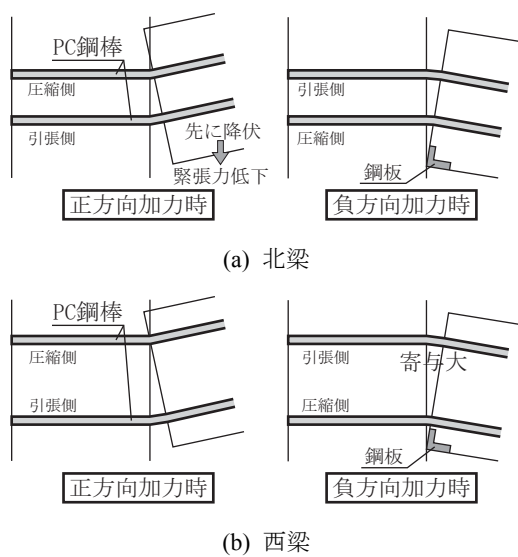 PC鋼棒
圧縮側
引張側
先に降伏
緊張力低下
正方向加力時
引張側
圧縮側
鋼板
負方向加力時
(a) 北梁
PC鋼棒
圧縮側
引張側
正方向加力時
引張側
寄与大
圧縮側
鋼板
負方向加力時
(b) 西梁